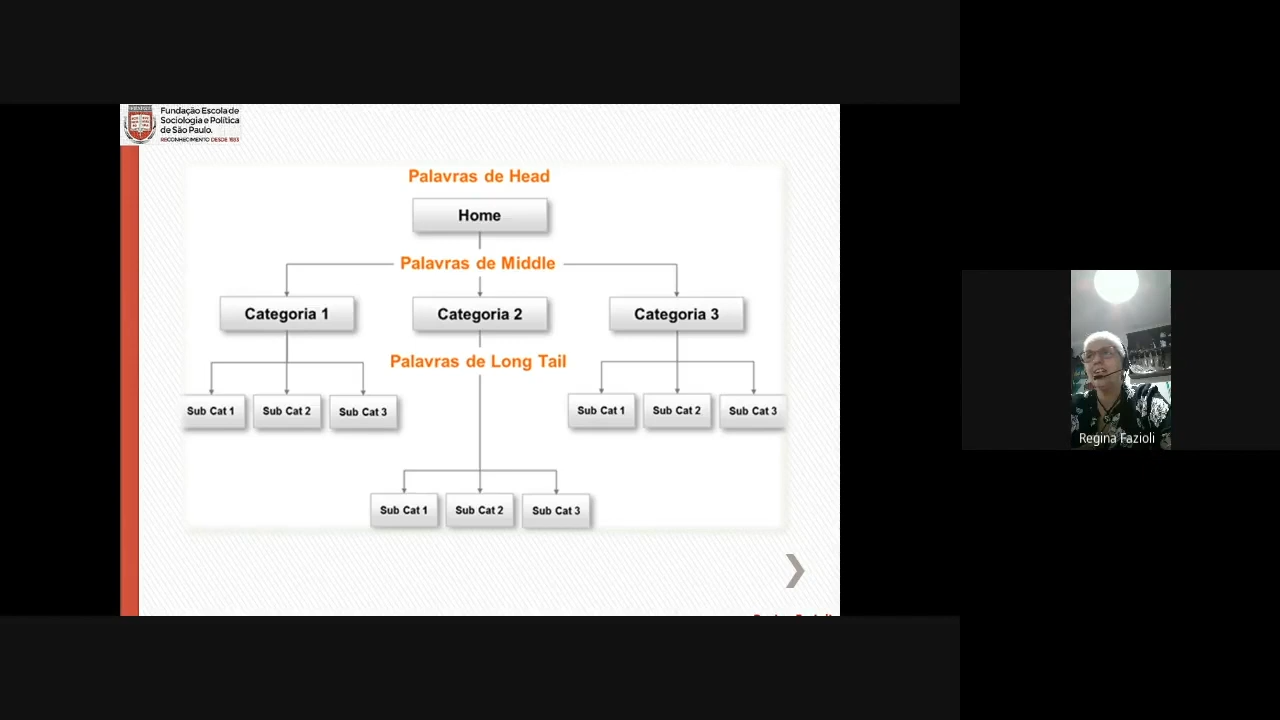 Fundação Escola de
Sociologia e Política
de São Paulo.
RECONHECIMENTO DESDE 1933
Palavras de Head
Home
Palavras de Middle
Categoria 1
Categoria 2
Categoria 3
Palavras de Long Tail
Sub Cat 1
Sub Cat 2
Sub Cat 3
Sub Cat 1
Sub Cat 2
Sub Cat 3
Sub Cat 1
Sub Cat 2
Sub Cat 3
Regina Fazioli